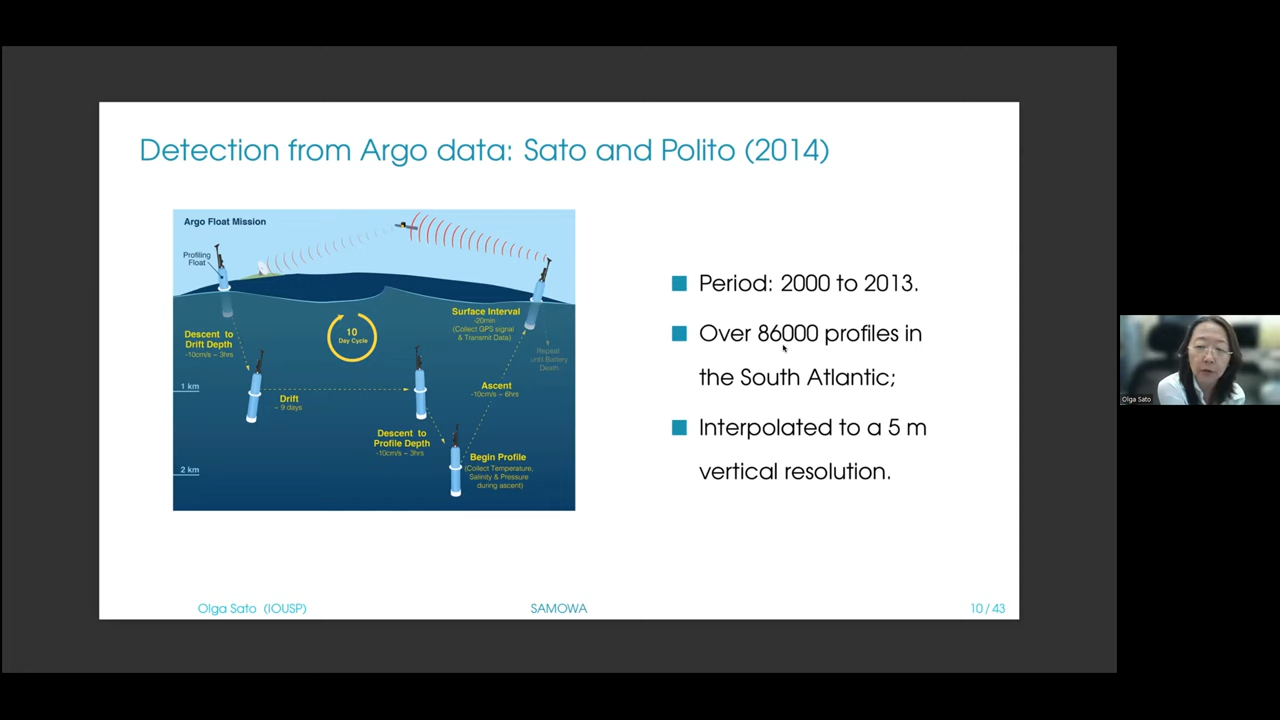 Detection from Argo data: Sato and Polito (2014)
Argo Float Mission
Profiling
Float
Descent to
Drift Depth
~10cm/s ~ 3hrs
10
Day Cycle
Surface Interval
~20min
(Collect GPS signal
& Transmit Data)
Repeat
until Battery
Death
1 km
Drift
~ 9 days
Ascent
~10cm/s ~ 6hrs
Descent to
Profile Depth
~10cm/s ~ 3hrs
Begin Profile
(Collect Temperature,
Salinity & Pressure
during ascent)
2 km
Period: 2000 to 2013.
Over 86000 profiles in
the South Atlantic;
Interpolated to a 5 m
vertical resolution.
Olga Sato (IOUSP)
SAMOWA
10 / 43
Olga Sato